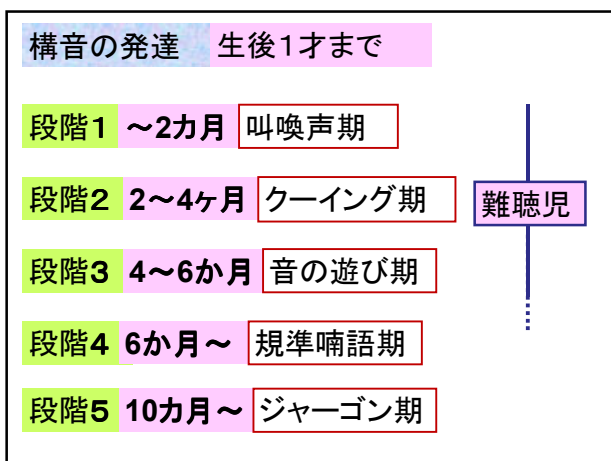 構音の発達 生後1才まで
段階1 ～2カ月 叫喚声期
段階2 2～4ヶ月 クーイング期
難聴児
段階3 4～6か月 音の遊び期
段階4 6か月～ 規準喃語期
段階5 10カ月～ ジャーゴン期